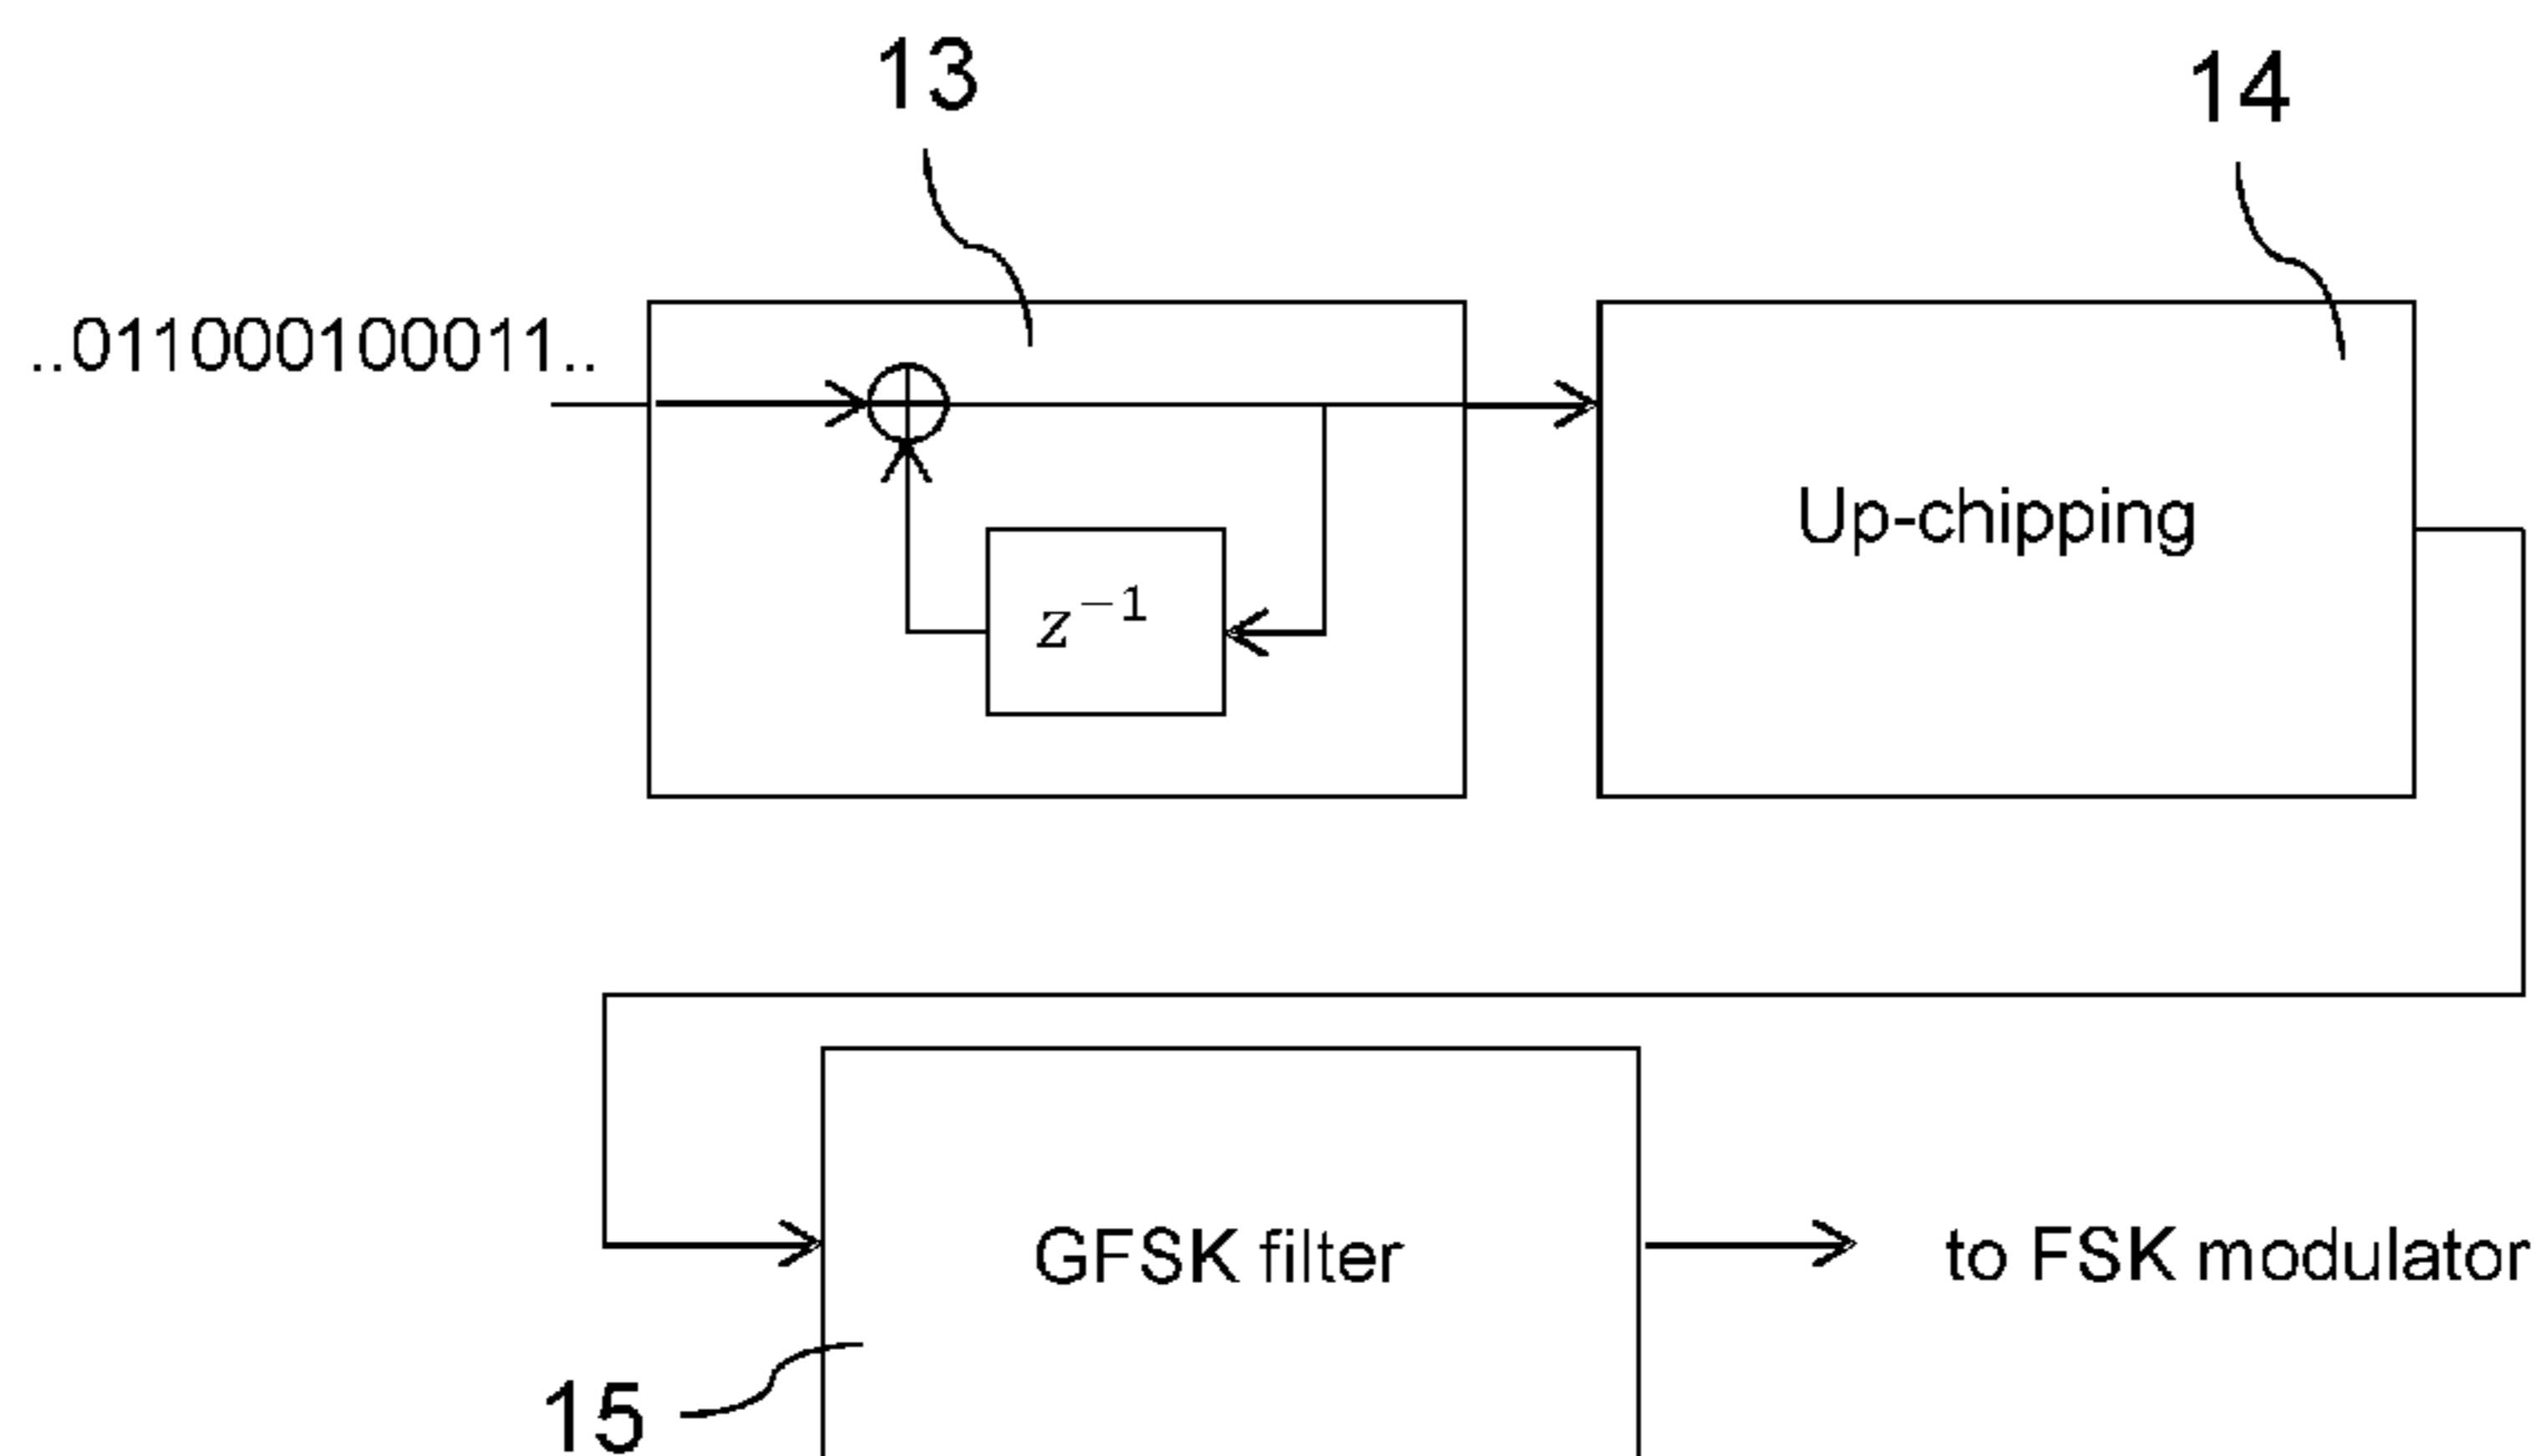 13
14
..011000100011..
Up-chipping
z⁻¹
GFSK filter
to FSK modulator
15